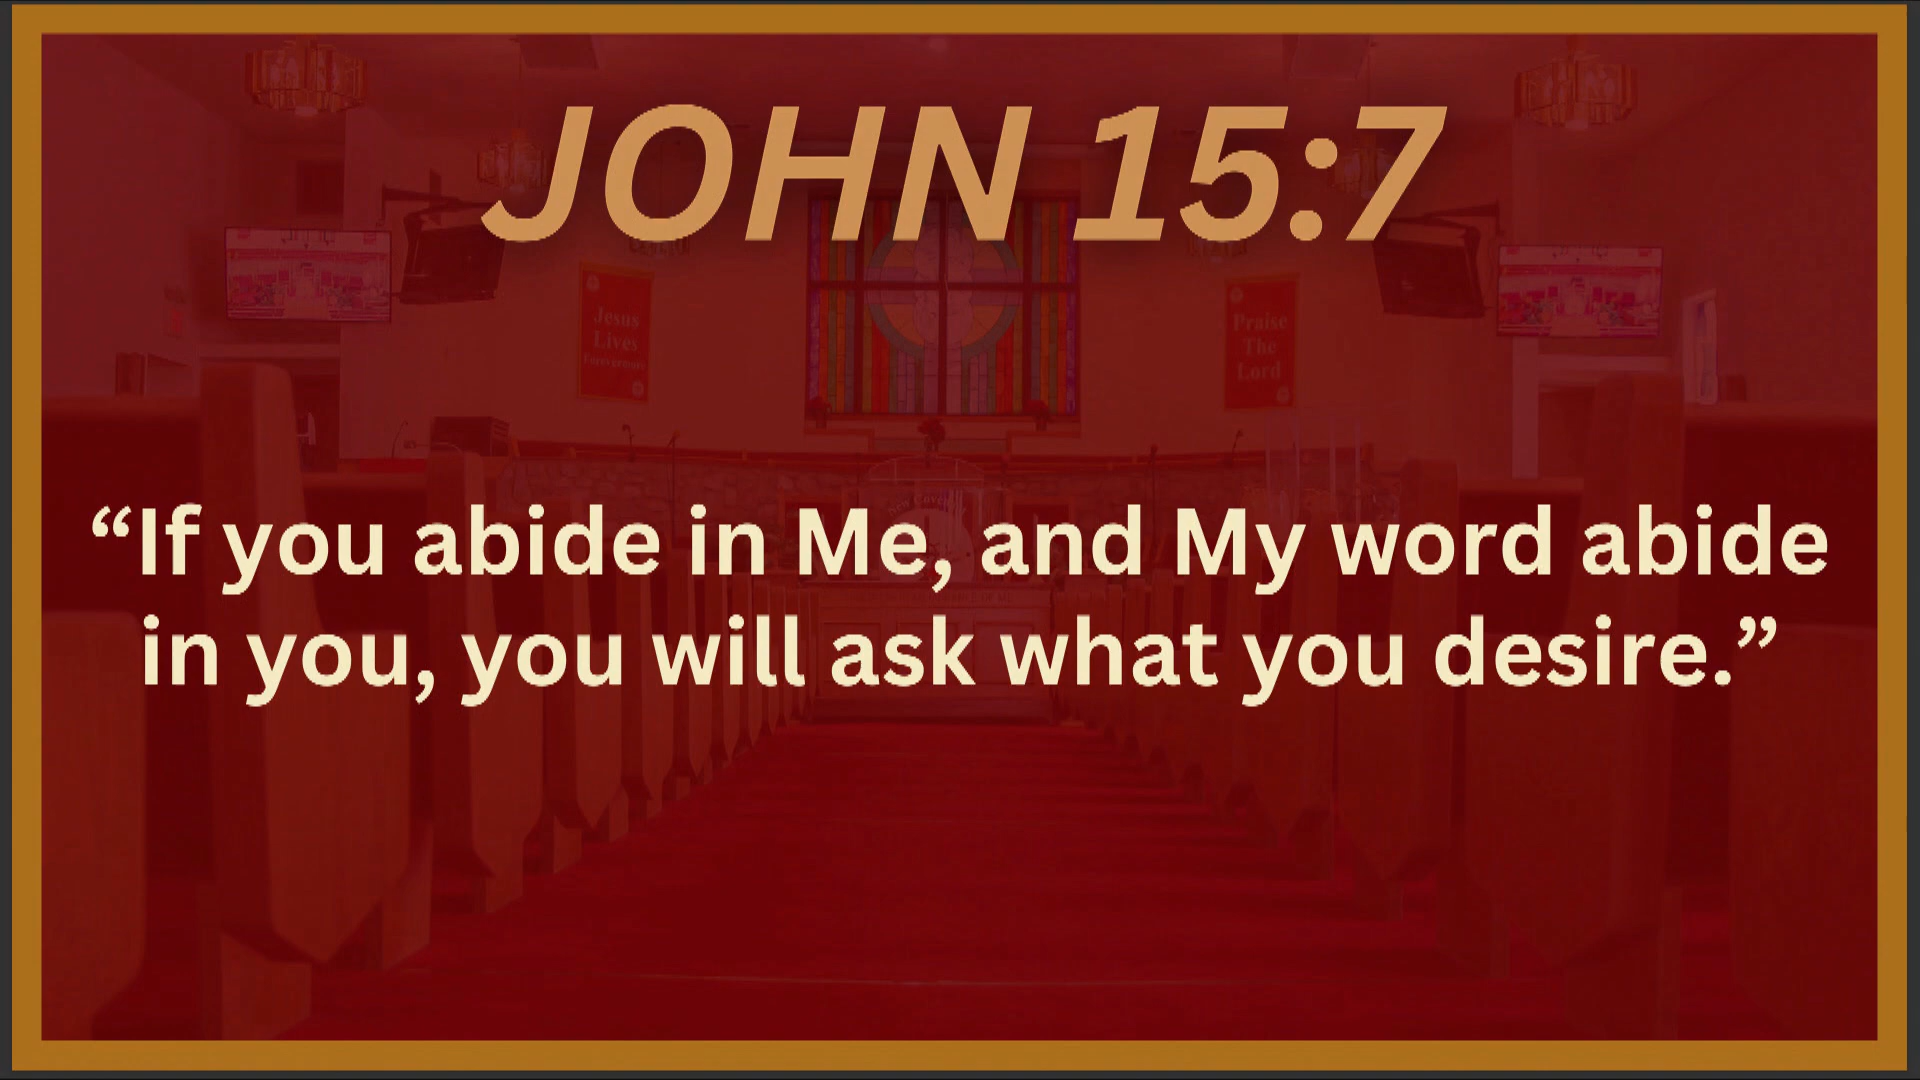 JOHN 15:7
Jesus
Lives
Praise
The
Lord
“If you abide in Me, and My word abide
in you, you will ask what you desire.”